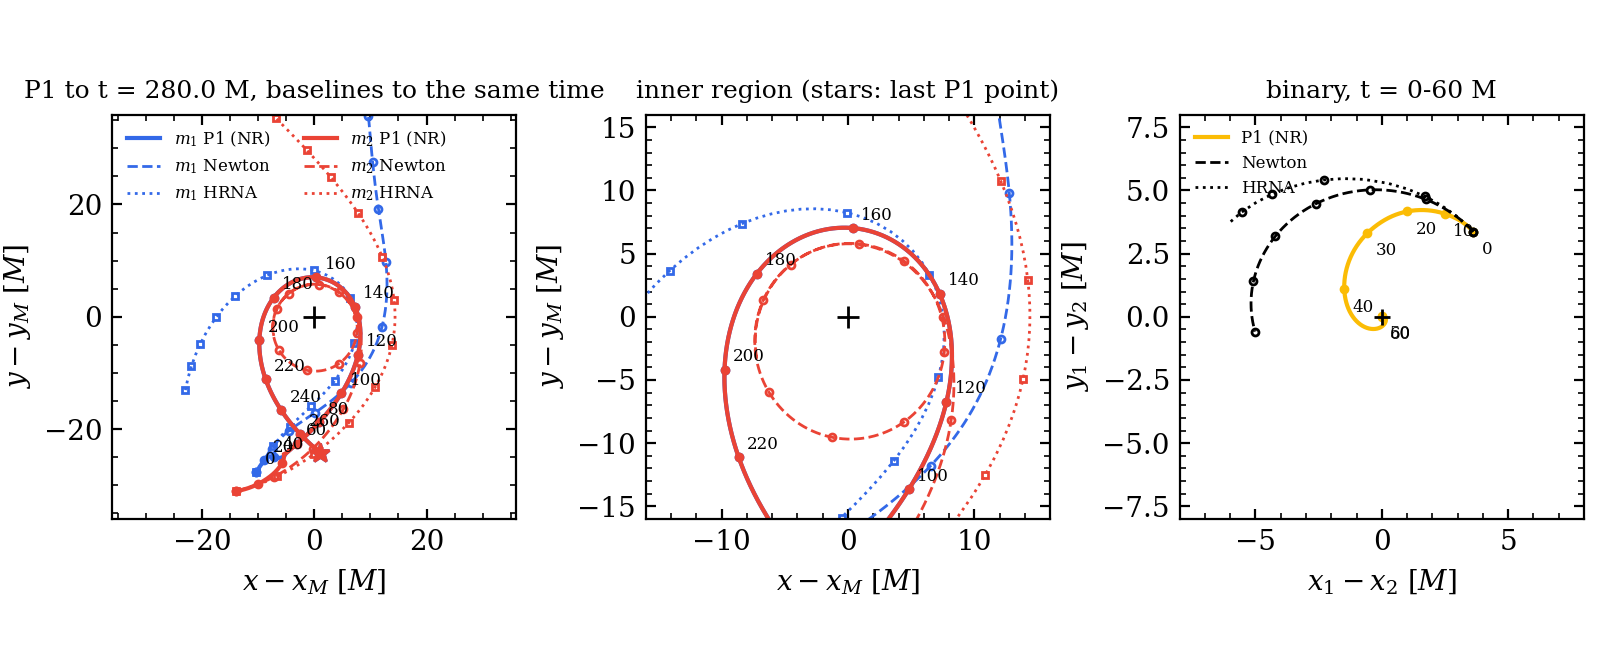 P1 to t = 280.0 M, baselines to the same time
m₁ P1 (NR)
m₁ Newton
m₁ HRNA
m₂ P1 (NR)
m₂ Newton
m₂ HRNA
160
180
140
200
120
220
100
240
80
260
60
40
20
0
20
0
−20
−20
0
20
y − y_M [M]
x − x_M [M]
inner region (stars: last P1 point)
160
180
140
200
120
220
100
15
10
5
0
−5
−10
−15
−10
0
10
y − y_M [M]
x − x_M [M]
binary, t = 0-60 M
P1 (NR)
Newton
HRNA
10
20
0
30
40
60
7.5
5.0
2.5
0.0
−2.5
−5.0
−7.5
−5
0
5
y₁ − y₂ [M]
x₁ − x₂ [M]